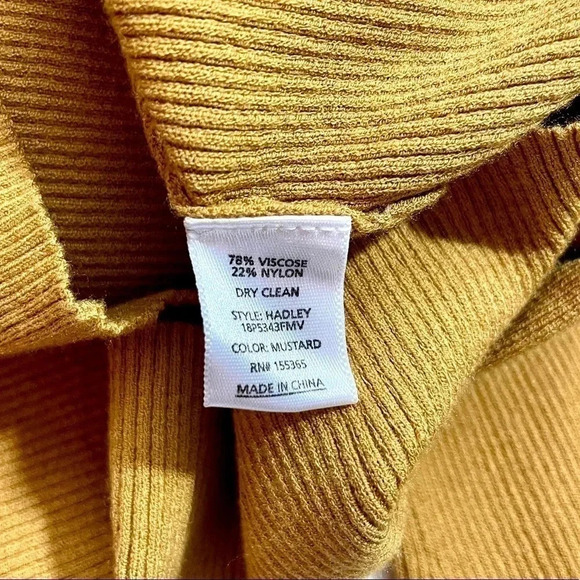 78% VISCOSE
22% NYLON
DRY CLEAN
STYLE: HADLEY
18P5343FMV
COLOR: MUSTARD
RN# 155365
MADE IN CHINA